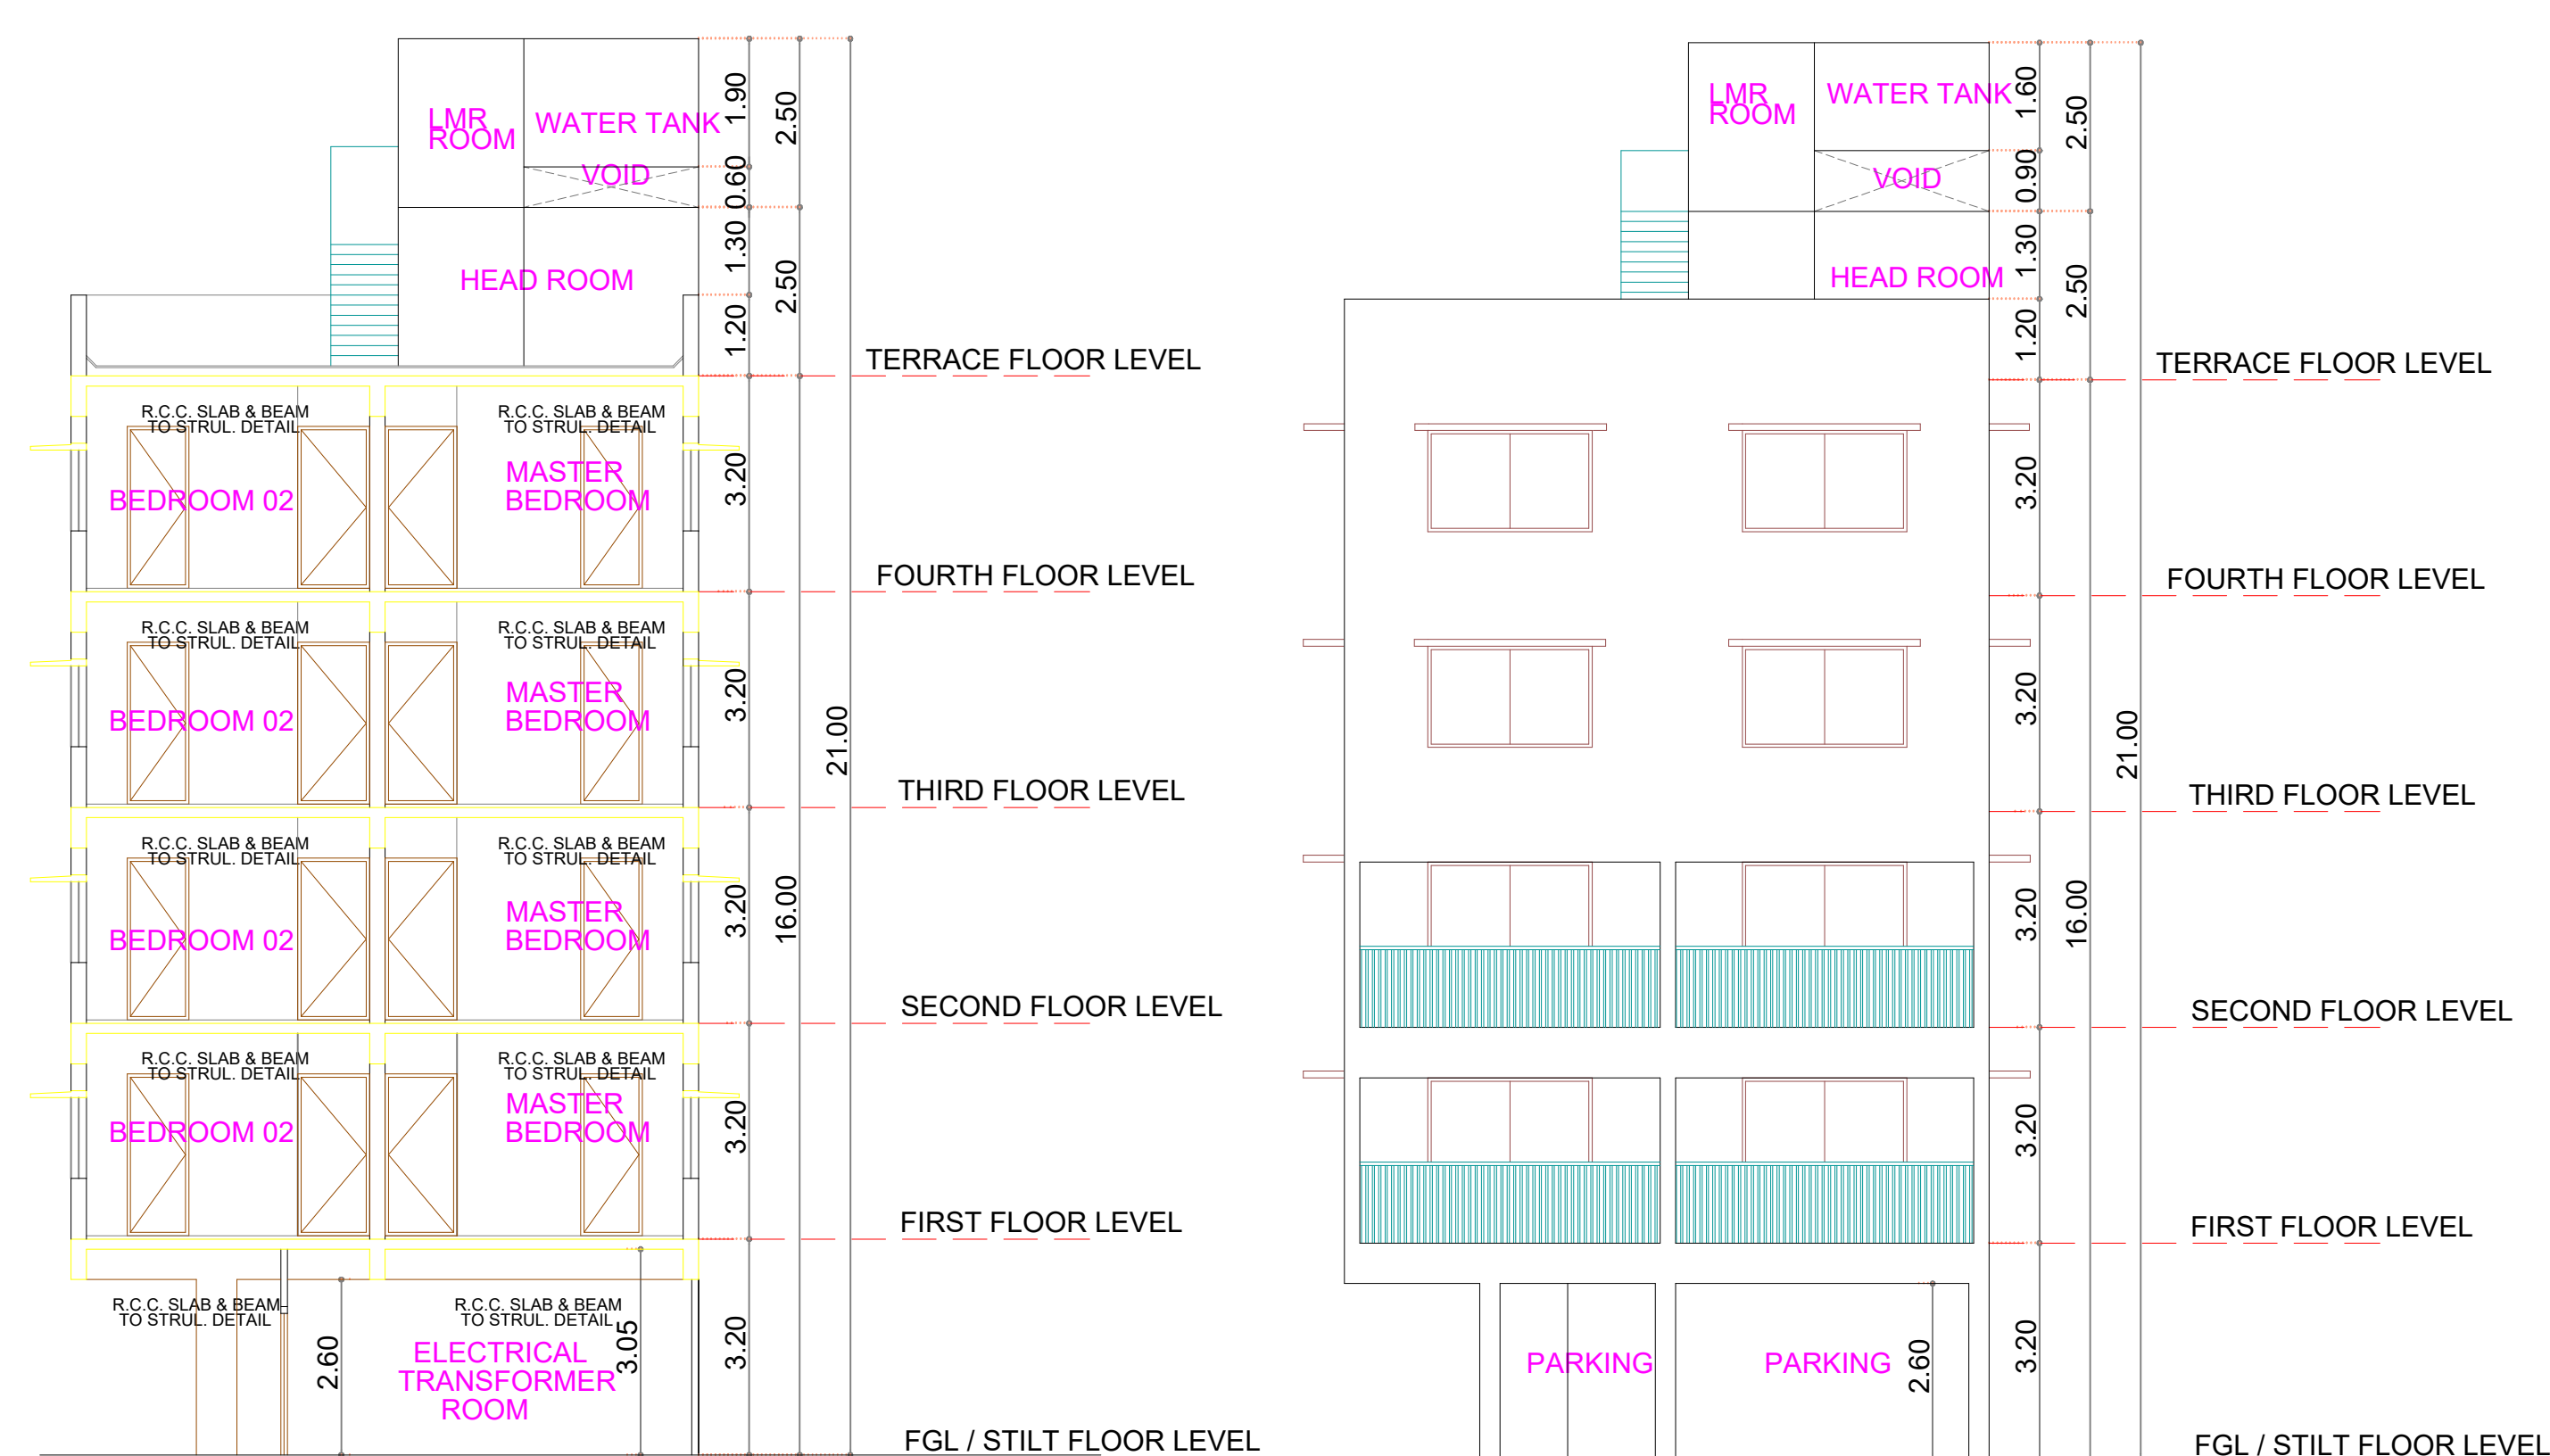 LMR
ROOM
WATER TANK
VOID
HEAD ROOM
1.90
0.60
1.30
1.20
2.50
2.50
TERRACE FLOOR LEVEL
R.C.C. SLAB & BEAM
TO STRUL. DETAIL
R.C.C. SLAB & BEAM
TO STRUL. DETAIL
BEDROOM 02
MASTER
BEDROOM
3.20
FOURTH FLOOR LEVEL
R.C.C. SLAB & BEAM
TO STRUL. DETAIL
R.C.C. SLAB & BEAM
TO STRUL. DETAIL
BEDROOM 02
MASTER
BEDROOM
3.20
21.00
THIRD FLOOR LEVEL
R.C.C. SLAB & BEAM
TO STRUL. DETAIL
R.C.C. SLAB & BEAM
TO STRUL. DETAIL
BEDROOM 02
MASTER
BEDROOM
3.20
16.00
SECOND FLOOR LEVEL
R.C.C. SLAB & BEAM
TO STRUL. DETAIL
R.C.C. SLAB & BEAM
TO STRUL. DETAIL
BEDROOM 02
MASTER
BEDROOM
3.20
FIRST FLOOR LEVEL
R.C.C. SLAB & BEAM
TO STRUL. DETAIL
R.C.C. SLAB & BEAM
TO STRUL. DETAIL
2.60
ELECTRICAL
TRANSFORMER
ROOM
3.05
3.20
FGL / STILT FLOOR LEVEL
LMR
ROOM
WATER TANK
VOID
HEAD ROOM
1.60
0.90
1.30
1.20
2.50
2.50
TERRACE FLOOR LEVEL
3.20
FOURTH FLOOR LEVEL
3.20
21.00
THIRD FLOOR LEVEL
3.20
16.00
SECOND FLOOR LEVEL
3.20
FIRST FLOOR LEVEL
PARKING
PARKING
2.60
3.20
FGL / STILT FLOOR LEVEL